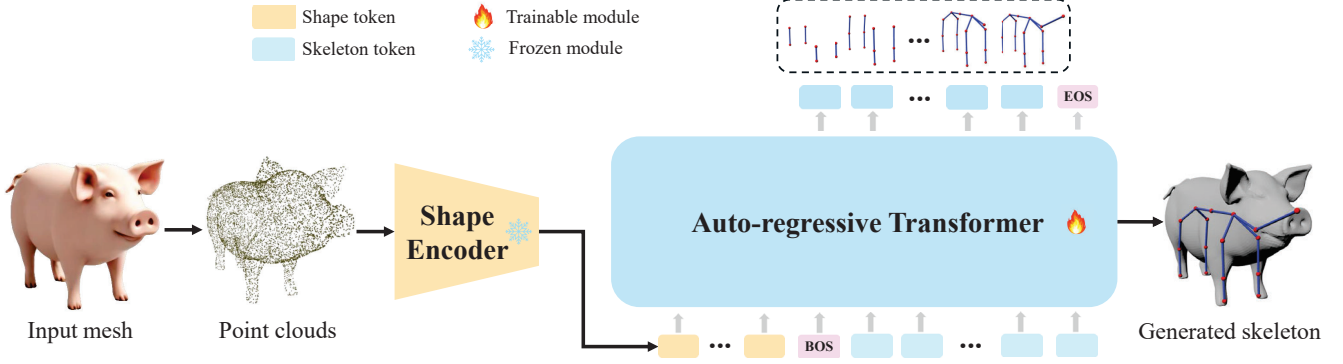 Shape token
Trainable module
Skeleton token
Frozen module
EOS
Shape
Encoder
Auto-regressive Transformer
Input mesh
Point clouds
BOS
Generated skeleton